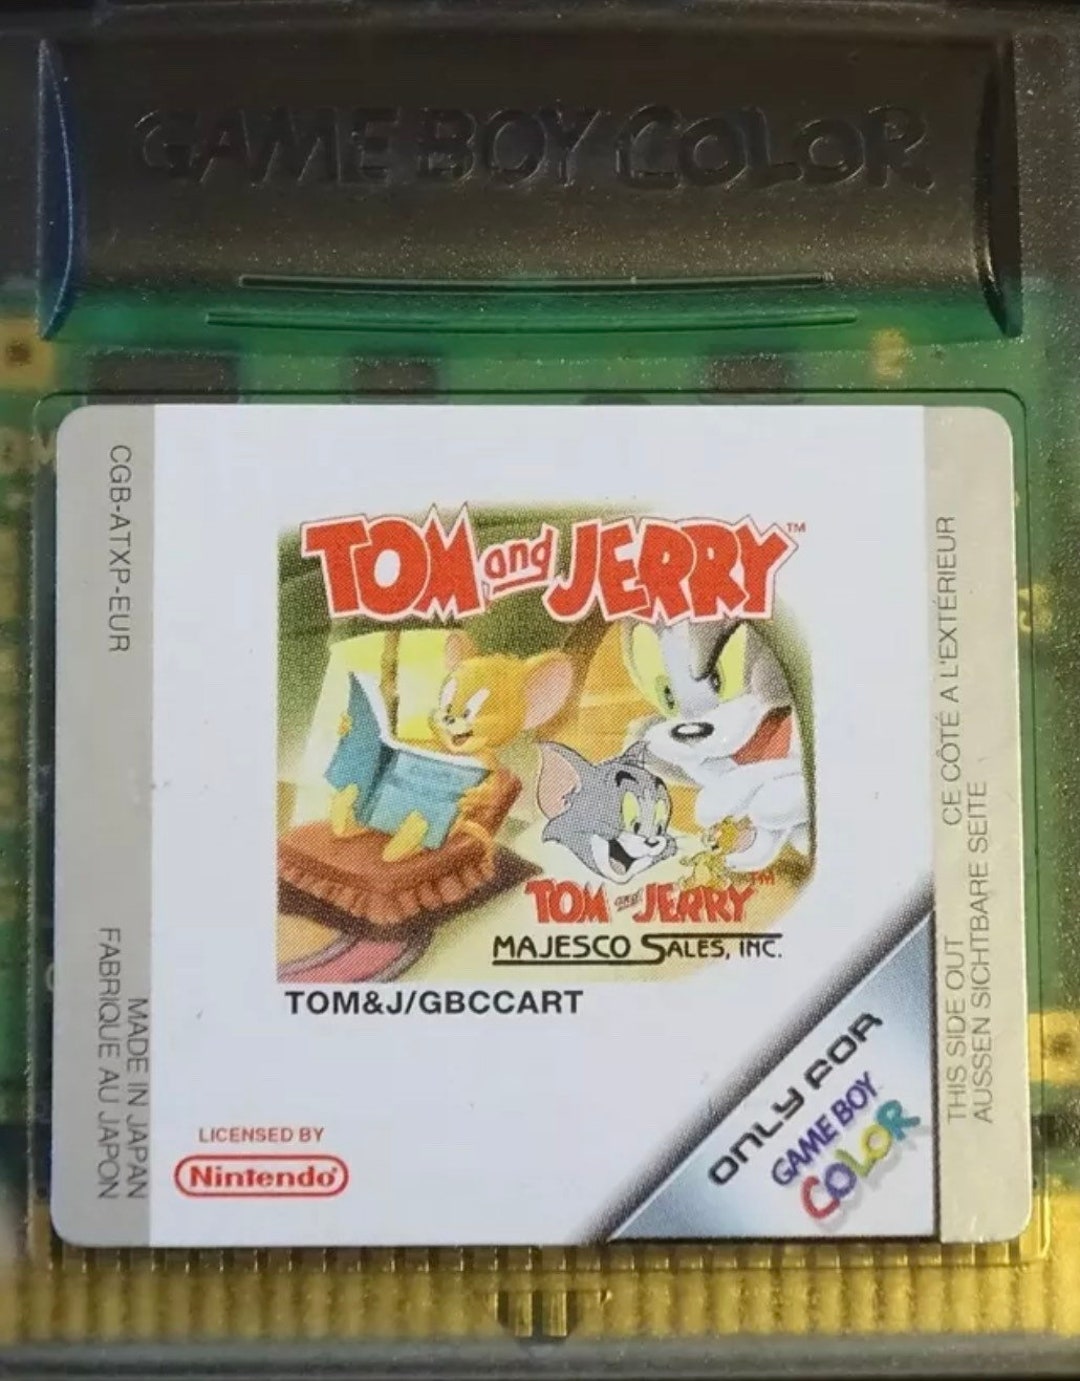 GAME BOY COLOR
CGB-ATXP-EUR
TOM and JERRY™
TOM and JERRY™
MAJESCO SALES, INC.
TOM&J/GBCCART
LICENSED BY
Nintendo®
ONLY FOR
GAME BOY
COLOR
MADE IN JAPAN
FABRIQUE AU JAPON
CE CÔTÉ A L'EXTÉRIEUR
THIS SIDE OUT
AUSSEN SICHTBARE SEITE